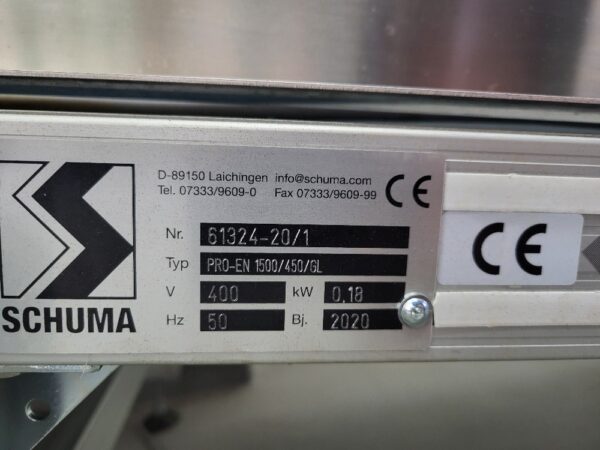 D-89150 Laichingen info@schuma.com
Tel. 07333/9609-0 Fax 07333/9609-99
CE
Nr. 61324-20/1
Typ PRO-EN 1500/450/GL
V 400 kW 0,18
Hz 50 Bj. 2020
SCHUMA
CE